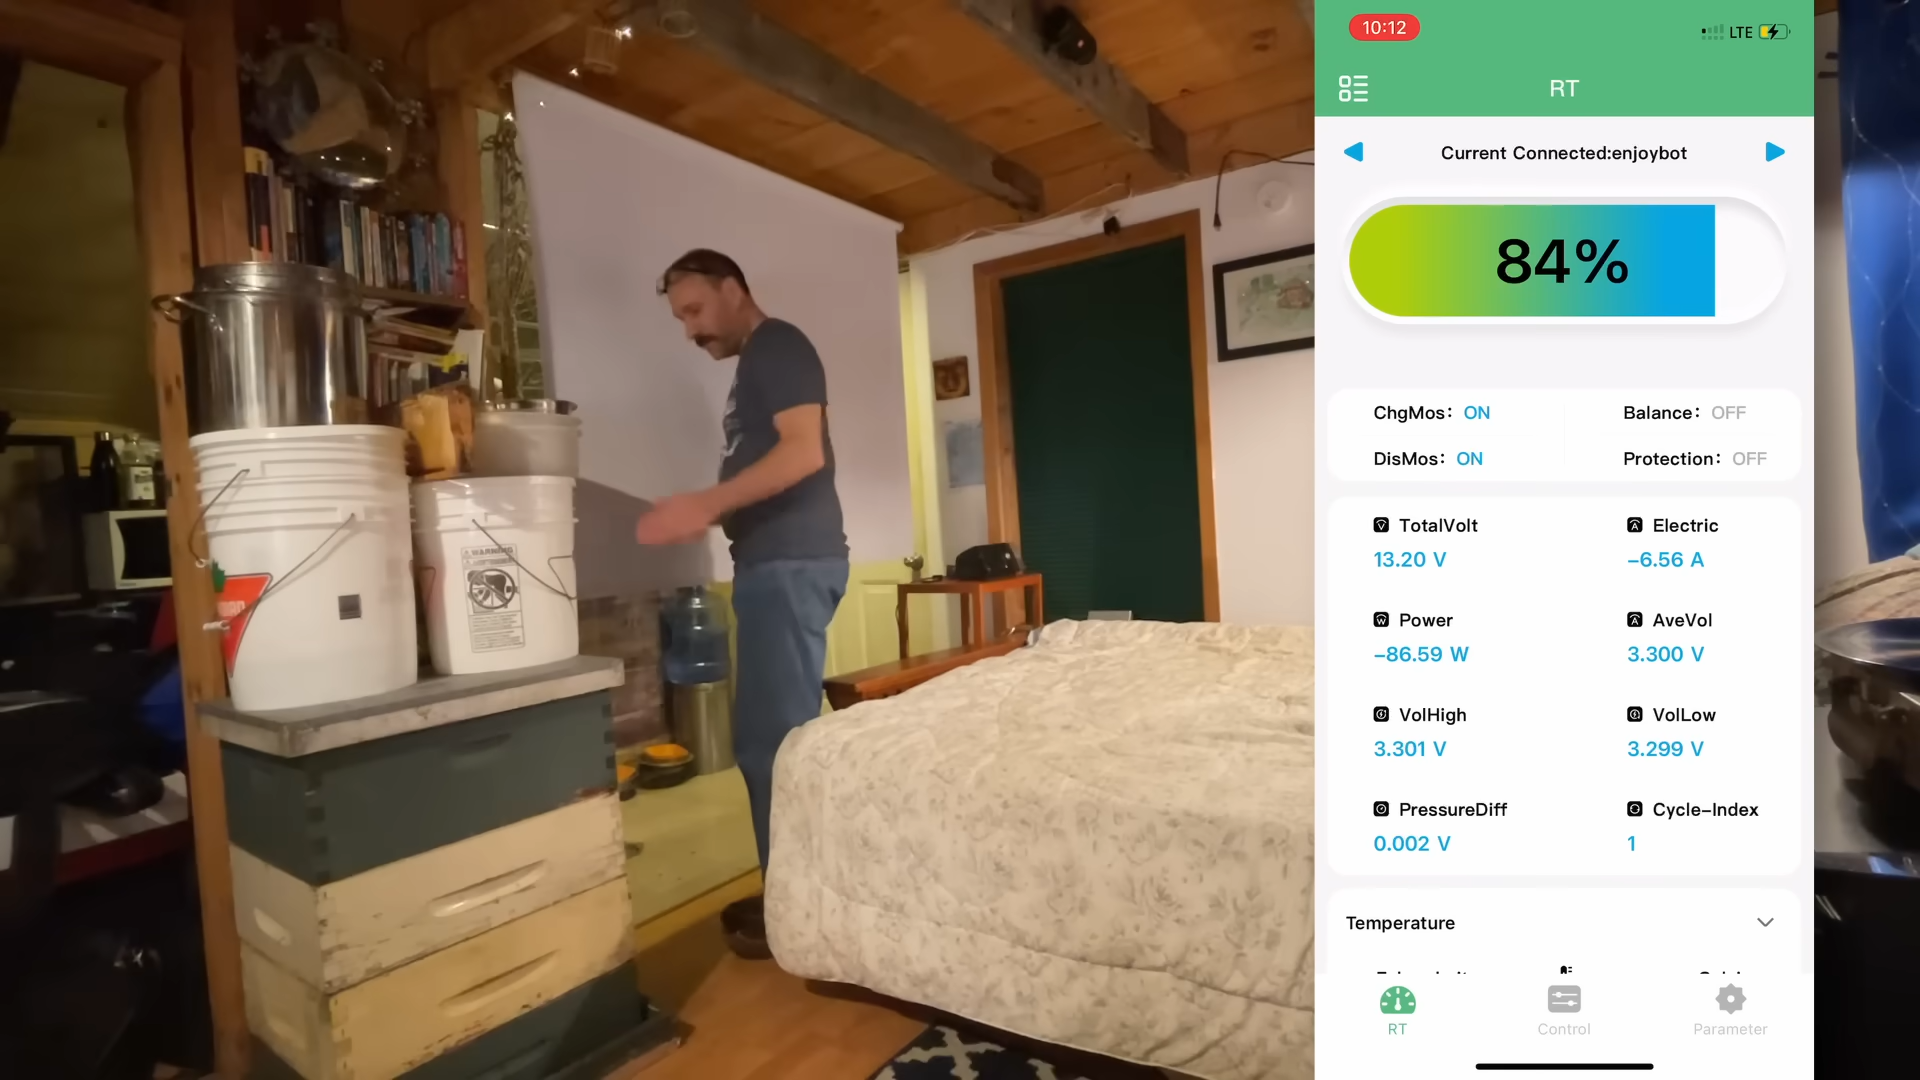 10:12
LTE
RT
Current Connected:enjoybot
84%
ChgMos: ON
Balance: OFF
DisMos: ON
Protection: OFF
TotalVolt
Electric
13.20 V
-6.56 A
Power
AveVol
-86.59 W
3.300 V
VolHigh
VolLow
3.301 V
3.299 V
PressureDiff
Cycle-Index
0.002 V
1
Temperature
RT
Control
Parameter
WARNING